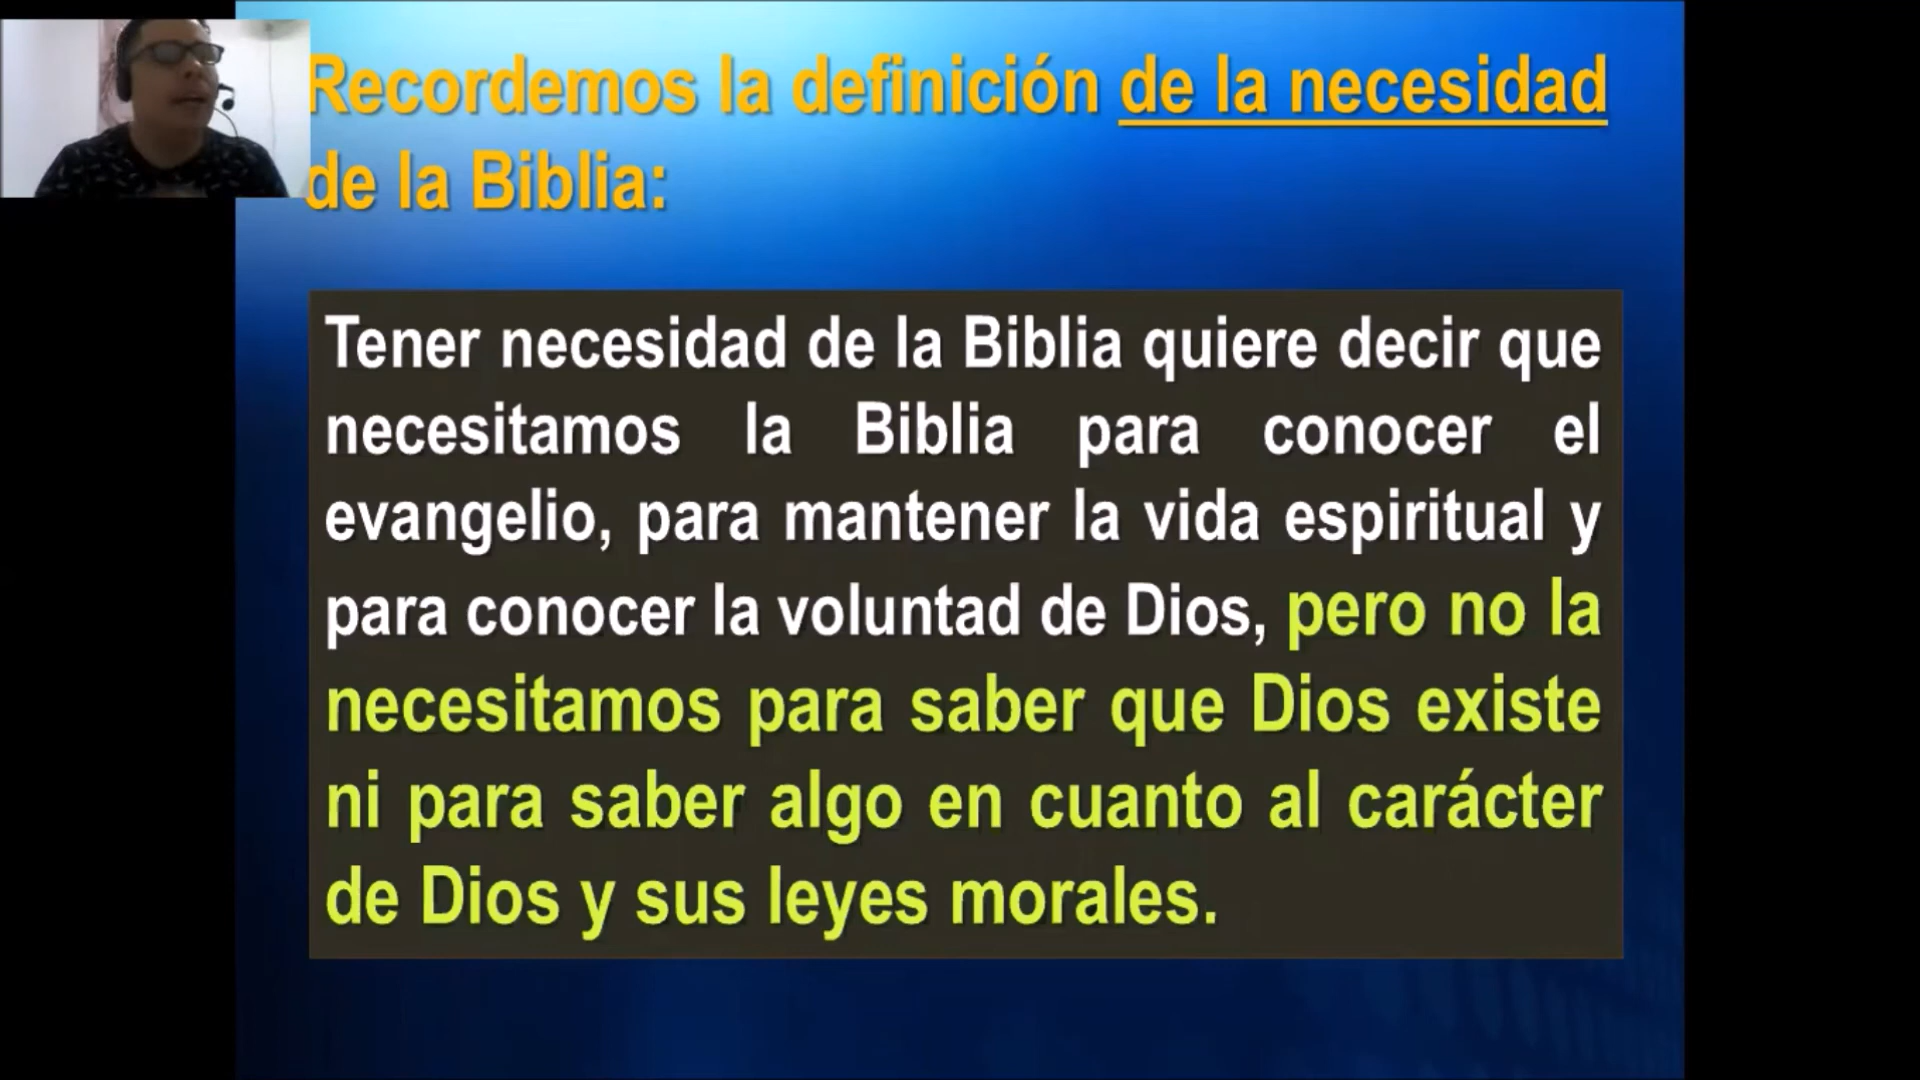 Recordemos la definición de la necesidad
de la Biblia:
Tener necesidad de la Biblia quiere decir que
necesitamos la Biblia para conocer el
evangelio, para mantener la vida espiritual y
para conocer la voluntad de Dios, pero no la
necesitamos para saber que Dios existe
ni para saber algo en cuanto al carácter
de Dios y sus leyes morales.